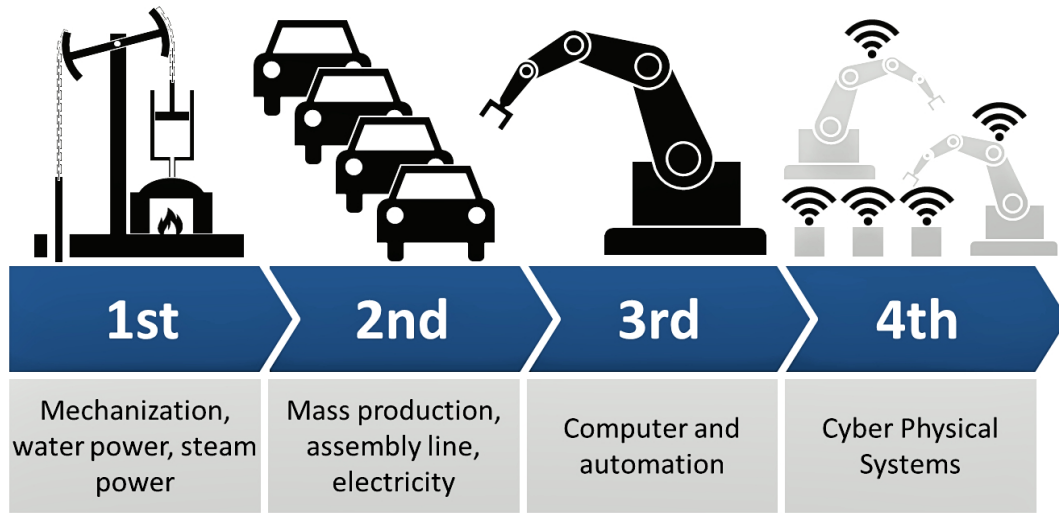 1st
2nd
3rd
4th
Mechanization,
water power, steam
power
Mass production,
assembly line,
electricity
Computer and
automation
Cyber Physical
Systems